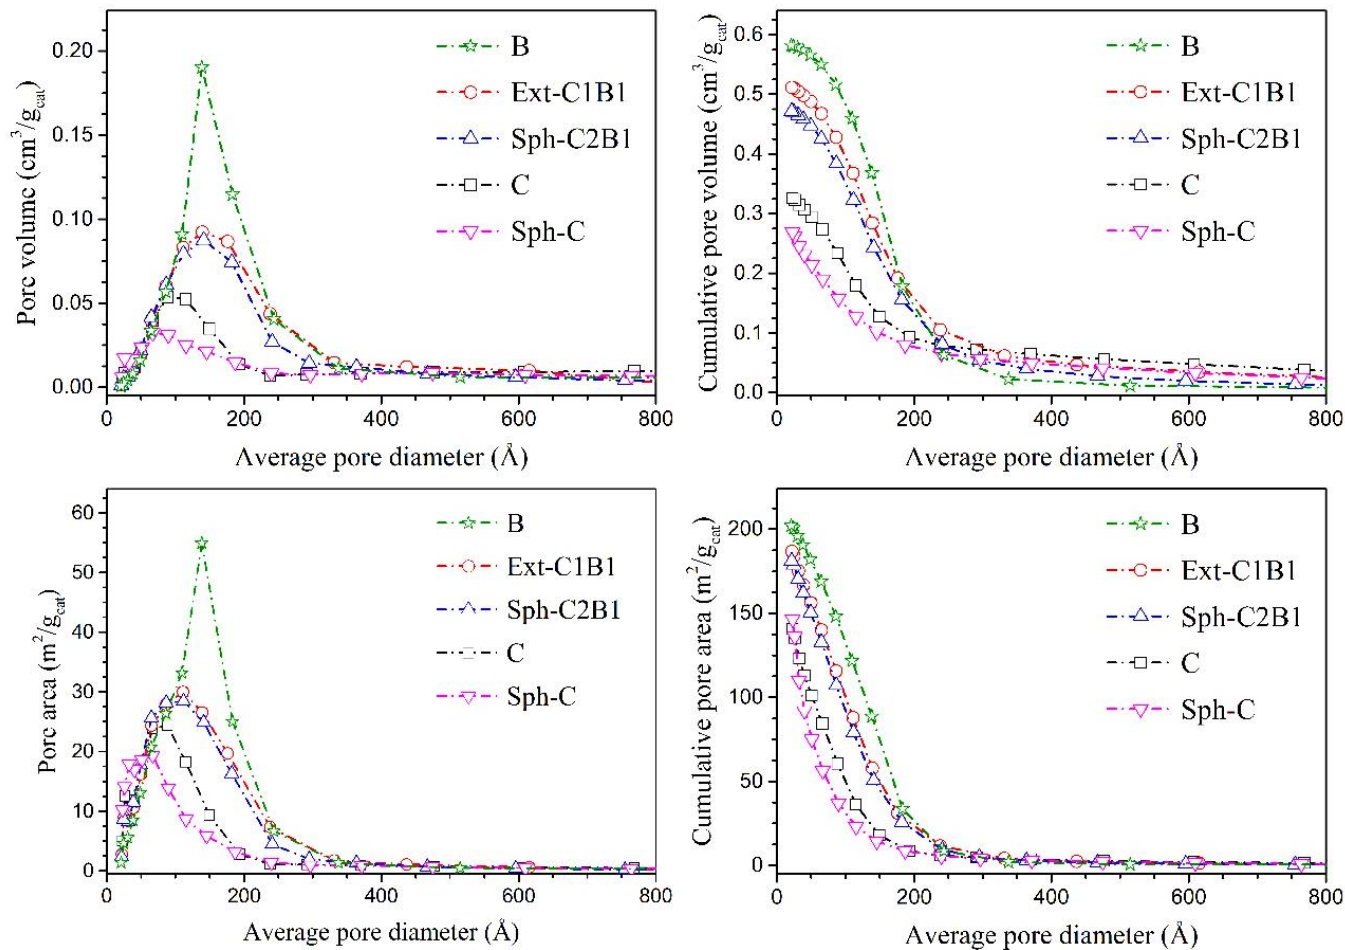 0.20
0.15
0.10
0.05
0.00
Pore volume (cm³/g_cat)
B
Ext-C1B1
Sph-C2B1
C
Sph-C
0 200 400 600 800
Average pore diameter (Å)
0.6
0.5
0.4
0.3
0.2
0.1
0.0
Cumulative pore volume (cm³/g_cat)
B
Ext-C1B1
Sph-C2B1
C
Sph-C
0 100 200 300 400 500 600 700 800
Average pore diameter (Å)
60
50
40
30
20
10
0
Pore area (m²/g_cat)
B
Ext-C1B1
Sph-C2B1
C
Sph-C
0 200 400 600 800
Average pore diameter (Å)
200
150
100
50
0
Cumulative pore area (m²/g_cat)
B
Ext-C1B1
Sph-C2B1
C
Sph-C
0 200 400 600 800
Average pore diameter (Å)